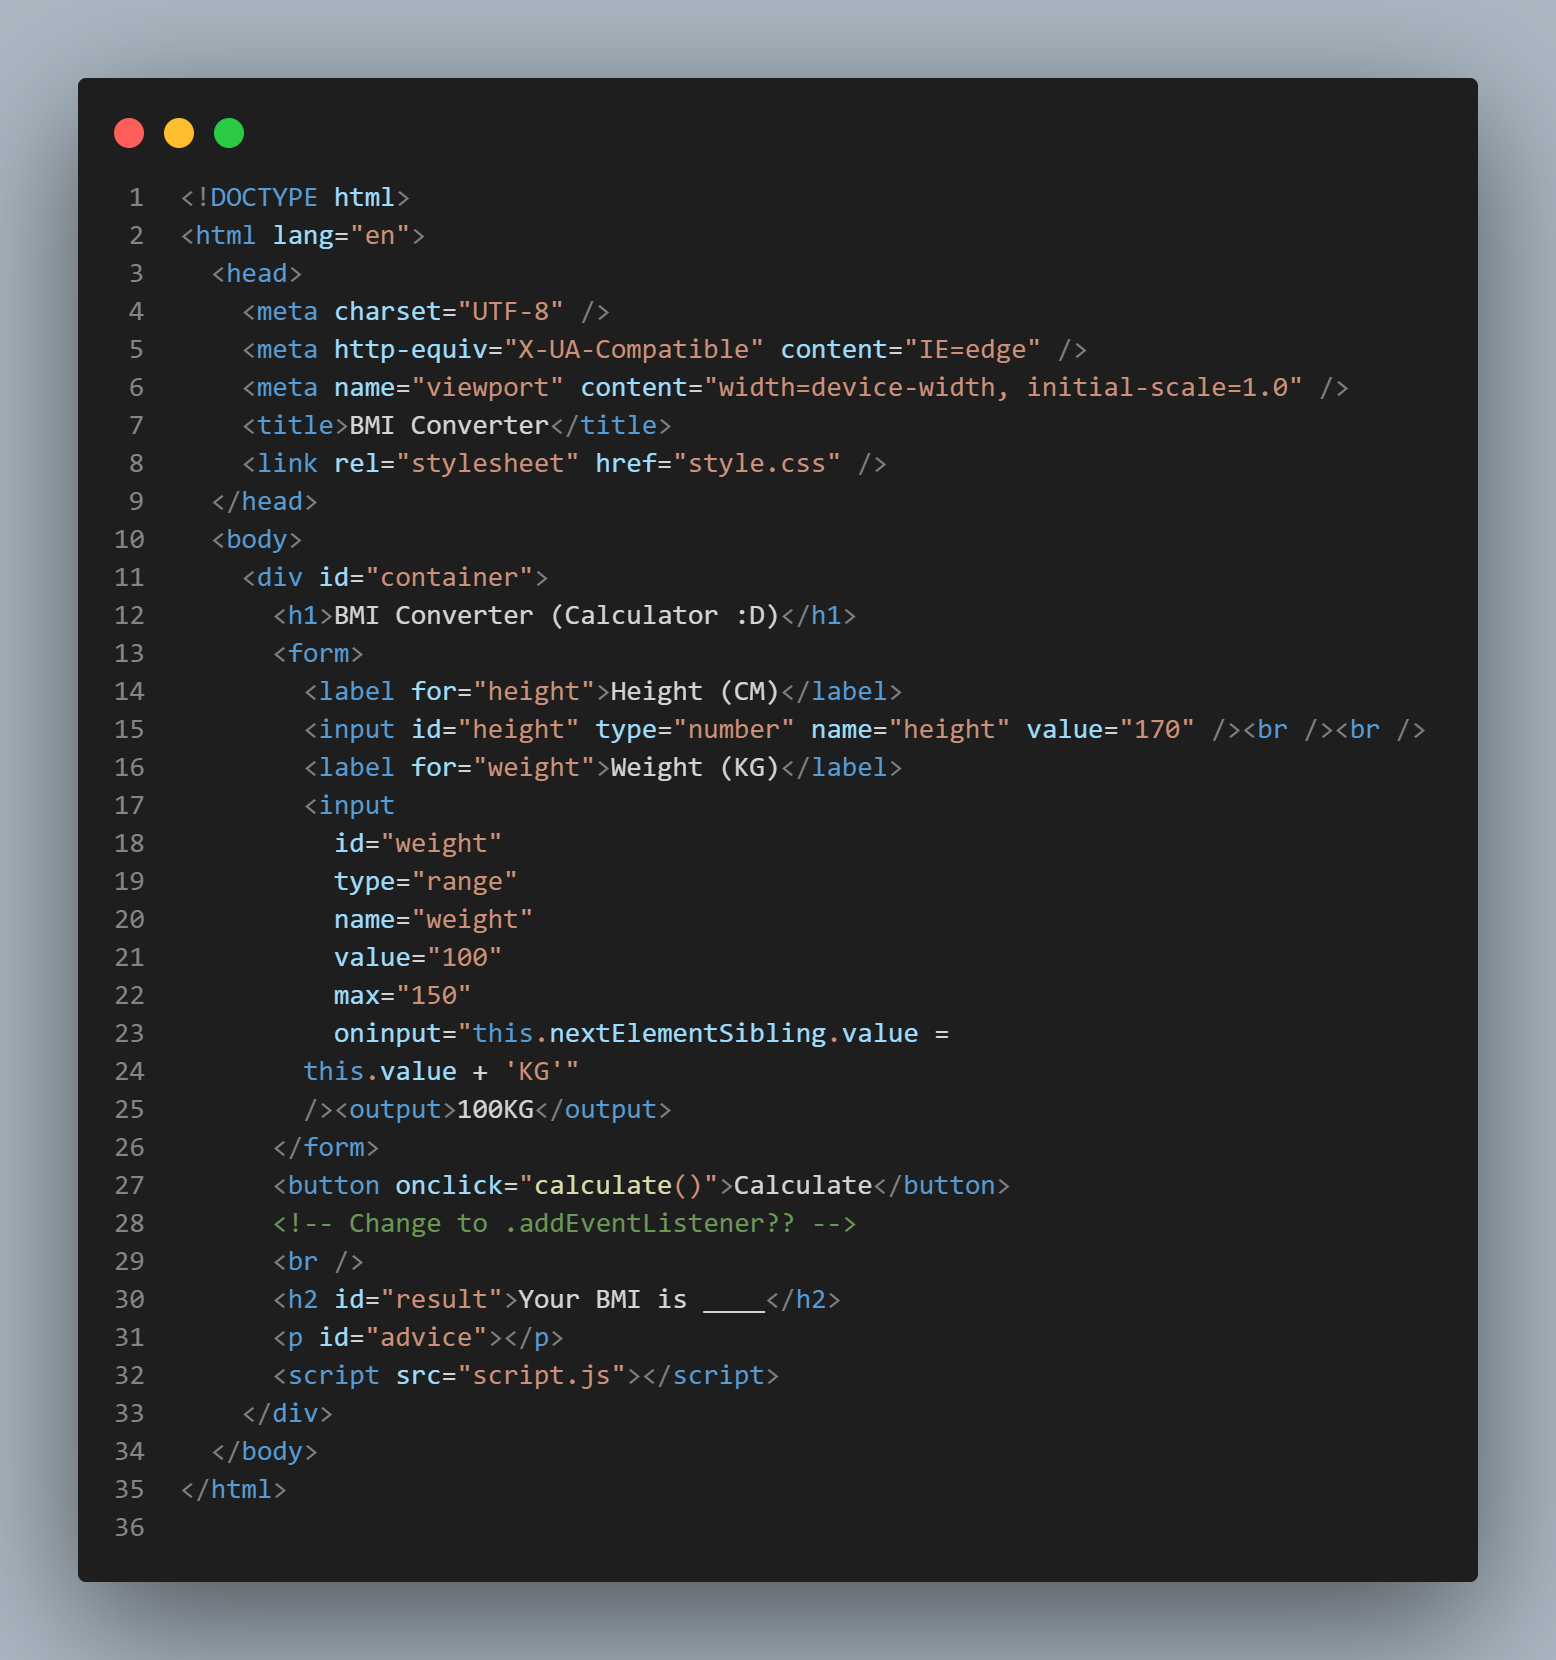 1 <!DOCTYPE html>
2 <html lang="en">
3   <head>
4     <meta charset="UTF-8" />
5     <meta http-equiv="X-UA-Compatible" content="IE=edge" />
6     <meta name="viewport" content="width=device-width, initial-scale=1.0" />
7     <title>BMI Converter</title>
8     <link rel="stylesheet" href="style.css" />
9   </head>
10   <body>
11     <div id="container">
12       <h1>BMI Converter (Calculator :D)</h1>
13       <form>
14         <label for="height">Height (CM)</label>
15         <input id="height" type="number" name="height" value="170" /><br /><br />
16         <label for="weight">Weight (KG)</label>
17         <input
18           id="weight"
19           type="range"
20           name="weight"
21           value="100"
22           max="150"
23           oninput="this.nextElementSibling.value =
24         this.value + 'KG'"
25         /><output>100KG</output>
26       </form>
27       <button onclick="calculate()">Calculate</button>
28       <!-- Change to .addEventListener?? -->
29       <br />
30       <h2 id="result">Your BMI is ____</h2>
31       <p id="advice"></p>
32       <script src="script.js"></script>
33     </div>
34   </body>
35 </html>
36